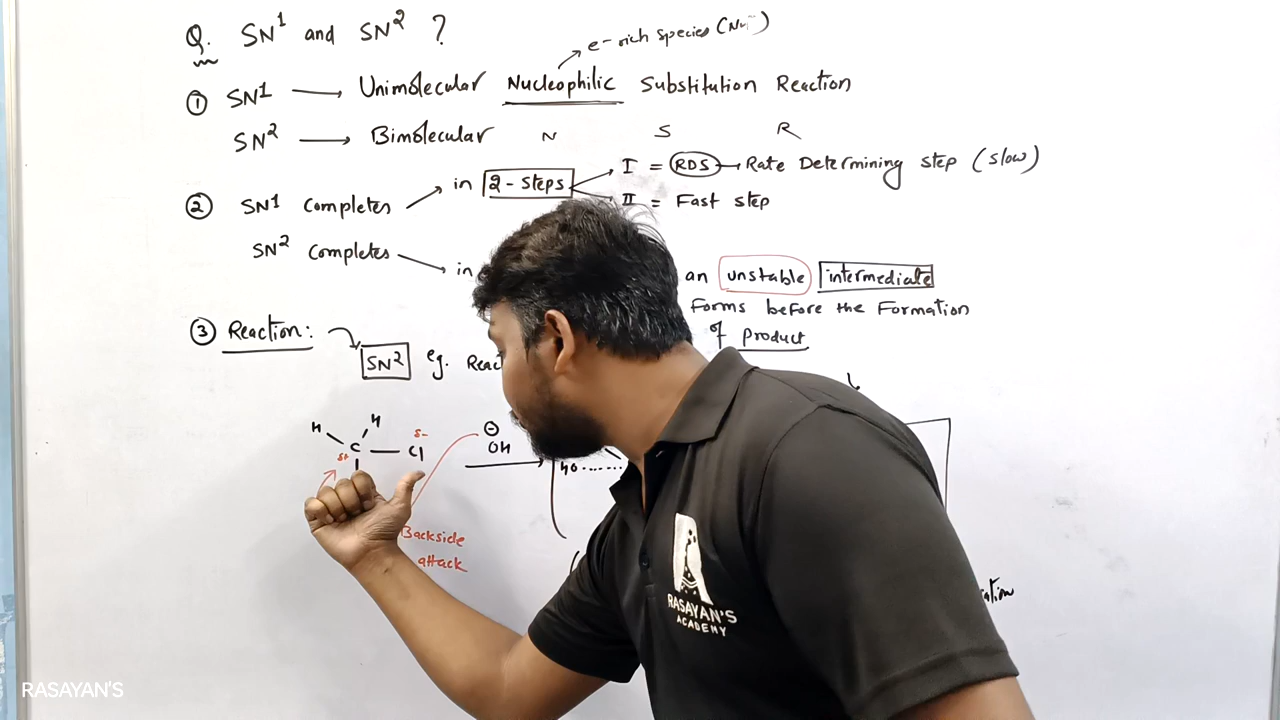 Q. SN1 and SN2 ?
e- rich species
① SN1 → Unimolecular Nucleophilic Substitution Reaction
SN2 → Bimolecular N S R
② SN1 Completes in 2-steps I = RDS → Rate Determining step (slow)
II = Fast step
SN2 Completes in an unstable intermediate
Forms before the Formation
of product
③ Reaction: SN2 eg.
H H
C δ+ Cl δ-
⊖
OH
HO
Backside
attack
RASAYAN'S
ACADEMY
RASAYAN'S